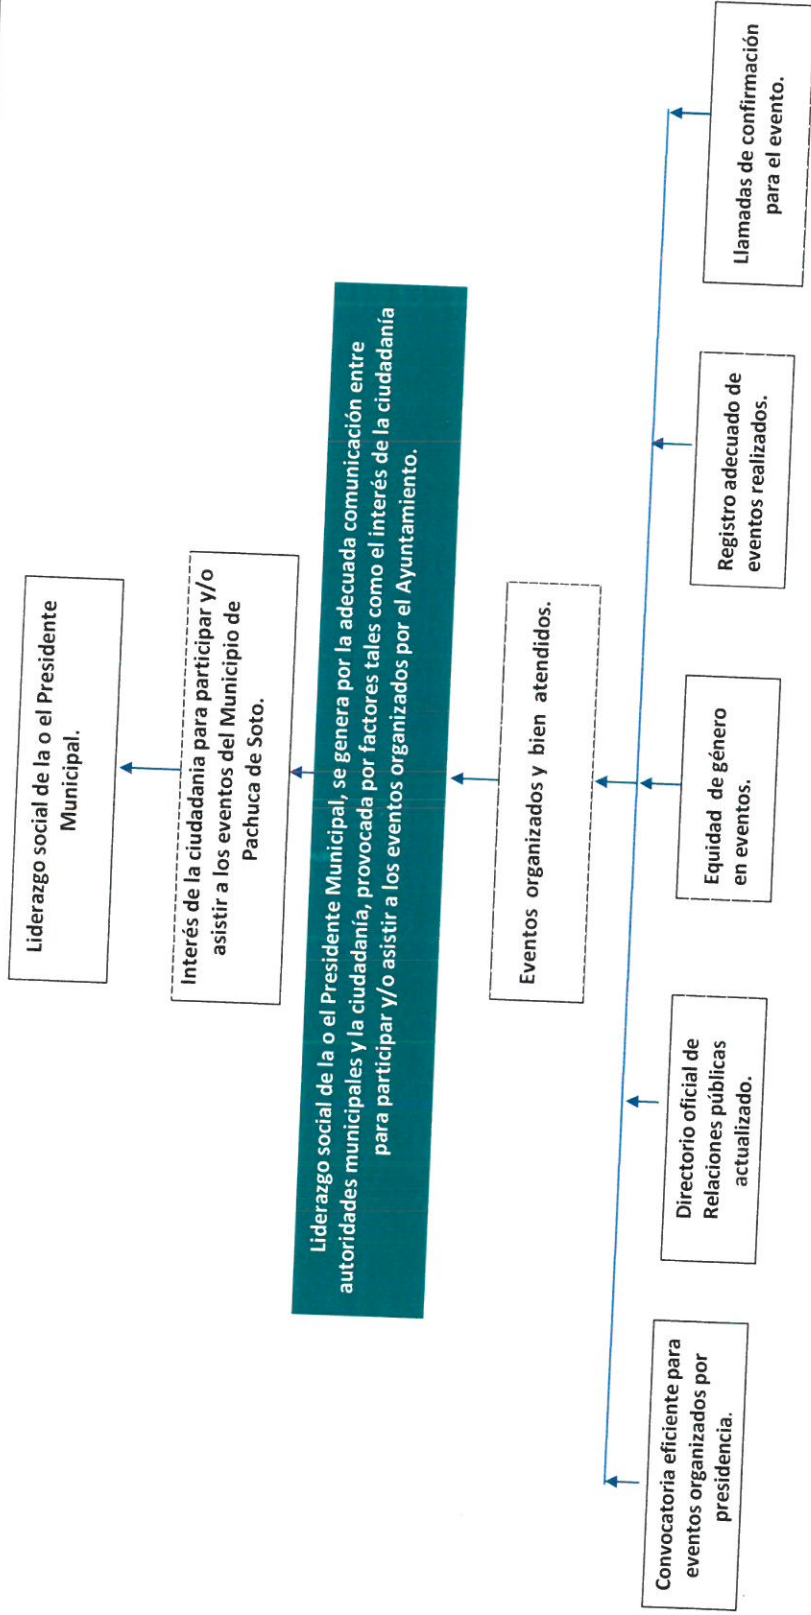 Liderazgo social de la o el Presidente
Municipal.
Interés de la ciudadania para participar y/o
asistir a los eventos del Municipio de
Pachuca de Soto.
Liderazgo social de la o el Presidente Municipal, se genera por la adecuada comunicación entre
autoridades municipales y la ciudadanía, provocada por factores tales como el interés de la ciudadanía
para participar y/o asistir a los eventos organizados por el Ayuntamiento.
Eventos organizados y bien atendidos.
Convocatoria eficiente para
eventos organizados por
presidencia.
Directorio oficial de
Relaciones públicas
actualizado.
Equidad de género
en eventos.
Registro adecuado de
eventos realizados.
Llamadas de confirmación
para el evento.